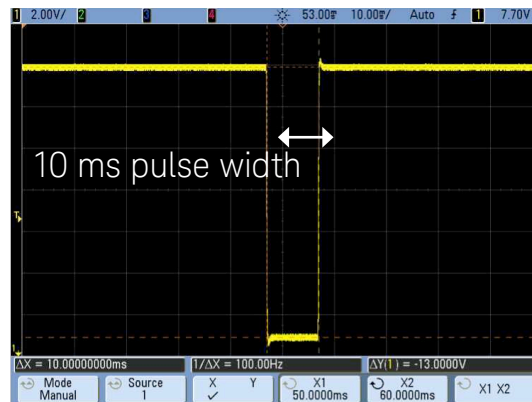 1 2.00V/ 2 3 4 53.00ms 10.00ms/ Auto 1 7.70V
10 ms pulse width
T
1
ΔX = 10.00000000ms 1/ΔX = 100.00Hz ΔY(1) = -13.0000V
Mode Source X Y X1 X2 X1 X2
Manual 1 50.0000ms 60.0000ms